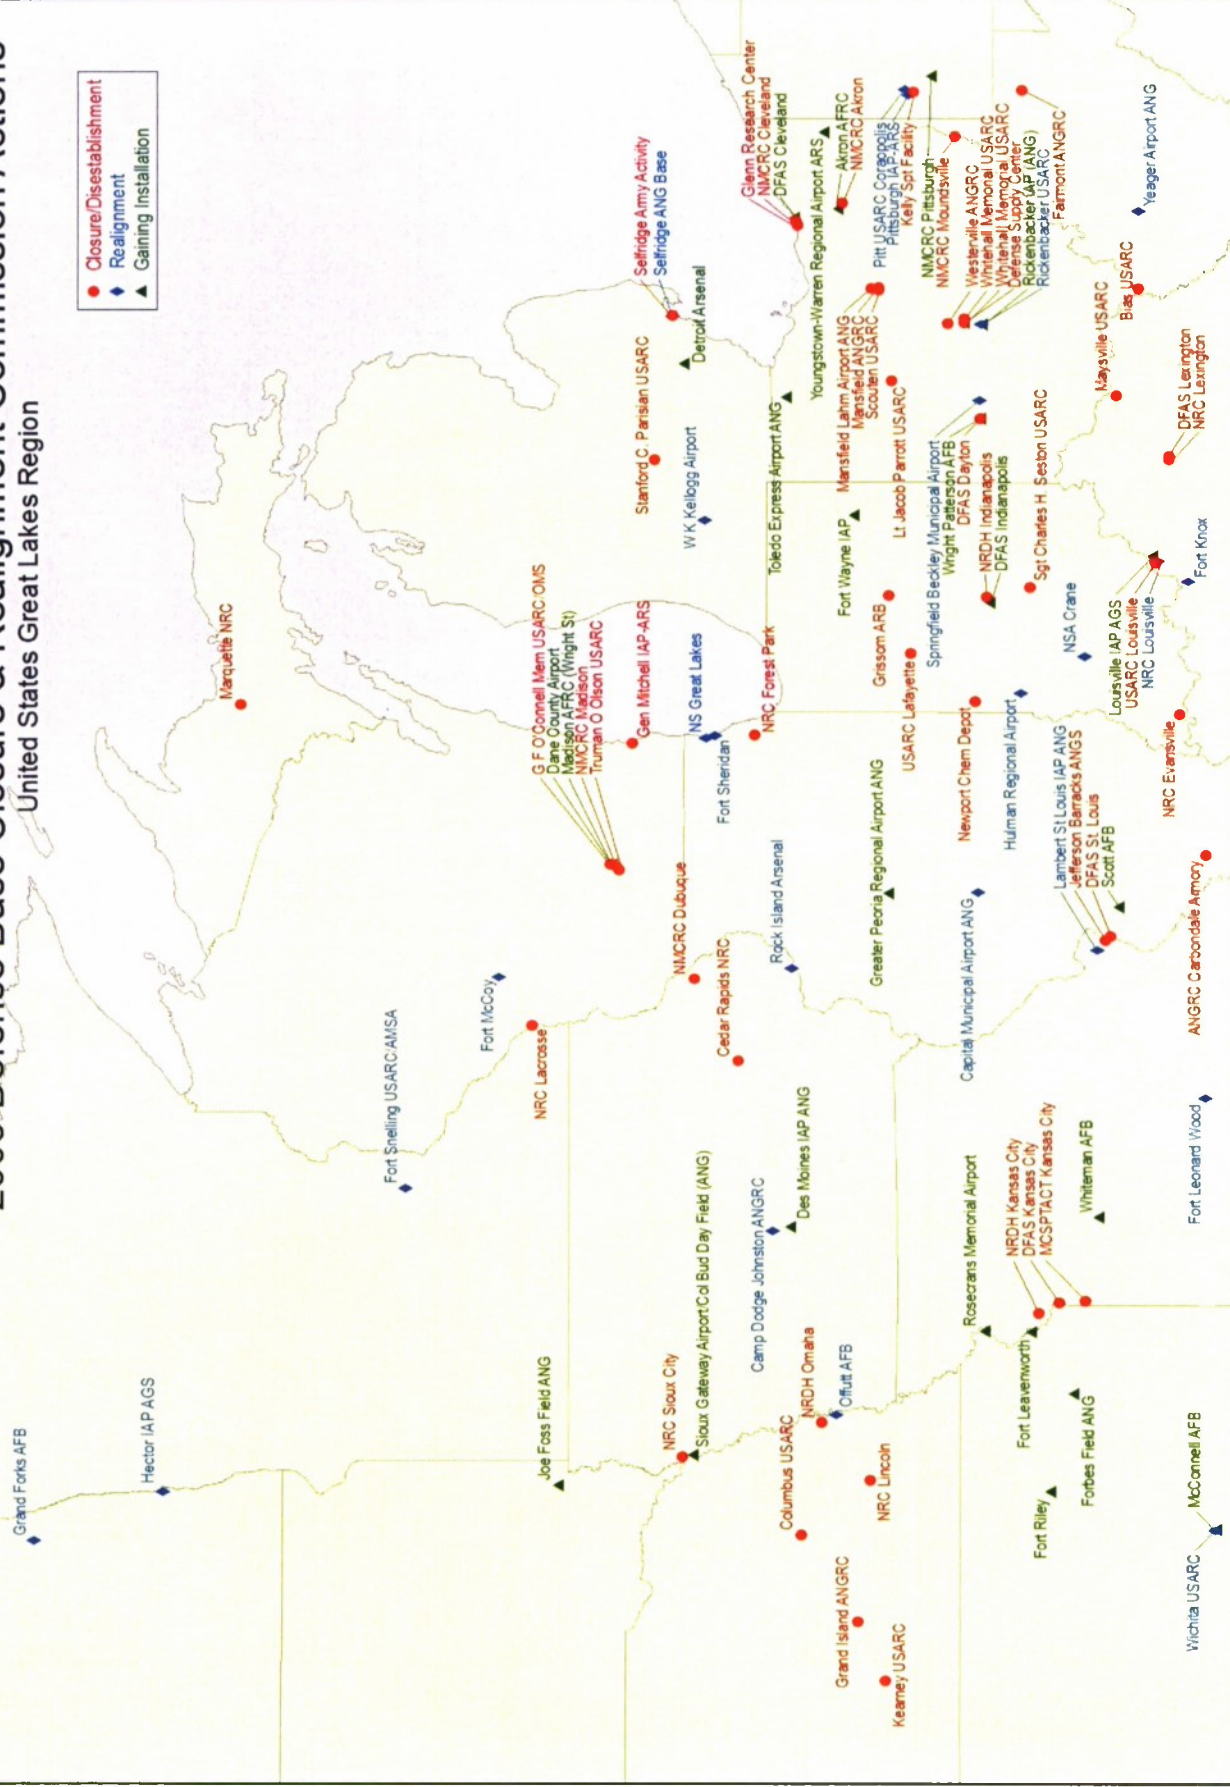 United States Great Lakes Region
Closure/Disestablishment
Realignment
Gaining Installation
Grand Forks AFB
Hector IAP AGS
Marquette NRC
Fort Snelling USARC/AMSA
Fort McCoy
NRC Lacrosse
Joe Foss Field ANG
G F O'Connell Mem USARC/OMS
Dane County Airport
Madison AFRC (Wright St)
NMCRC Madison
Truman O Olson USARC
Gen Mitchell IAP-ARS
Stanford C. Parisian USARC
Selfridge Army Activity
Selfridge ANG Base
Detroit Arsenal
W K Kellogg Airport
NS Great Lakes
Fort Sheridan
NRC Forest Park
NMCRC Dubuque
Cedar Rapids NRC
Rock Island Arsenal
NRC Sioux City
Sioux Gateway Airport/Col Bud Day Field (ANG)
Camp Dodge Johnston ANGRC
Des Moines IAP ANG
Columbus USARC
NRDH Omaha
Offutt AFB
NRC Lincoln
Grand Island ANGRC
Kearney USARC
Glenn Research Center
NMCRC Cleveland
DFAS Cleveland
Toledo Express Airport ANG
Youngstown-Warren Regional Airport ARS
Akron AFRC
NMCRC Akron
Mansfield Lahm Airport ANG
Mansfield ANGRC
Scouten USARC
Pitt USARC Coraopolis
Pittsburgh IAP-ARS
Kelly Spt Facility
NMCRC Pittsburgh
NMCRC Moundsville
Lt Jacob Parrott USARC
Fort Wayne IAP
Grissom ARB
USARC Lafayette
Greater Peoria Regional Airport ANG
Springfield Beckley Municipal Airport
Wright Patterson AFB
DFAS Dayton
NRDH Indianapolis
DFAS Indianapolis
Westerville ANGRC
Whitehall Memorial USARC
Whitehall Memorial USARC
Defense Supply Center
Rickenbacker IAP (ANG)
Rickenbacker USARC
Fairmont ANGRC
Sgt Charles H. Seston USARC
Newport Chem Depot
Hulman Regional Airport
NSA Crane
Capital Municipal Airport ANG
Lambert St Louis IAP ANG
Jefferson Barracks ANGS
DFAS St. Louis
Scott AFB
Rosecrans Memorial Airport
NRDH Kansas City
DFAS Kansas City
MCSPTACT Kansas City
Whiteman AFB
Fort Leavenworth
Forbes Field ANG
Fort Riley
Maysville USARC
Bias USARC
Yeager Airport ANG
DFAS Lexington
NRC Lexington
Louisville IAP AGS
USARC Louisville
NRC Louisville
Fort Knox
NRC Evansville
ANGRC Carbondale Armory
Fort Leonard Wood
McConnell AFB
Wichita USARC